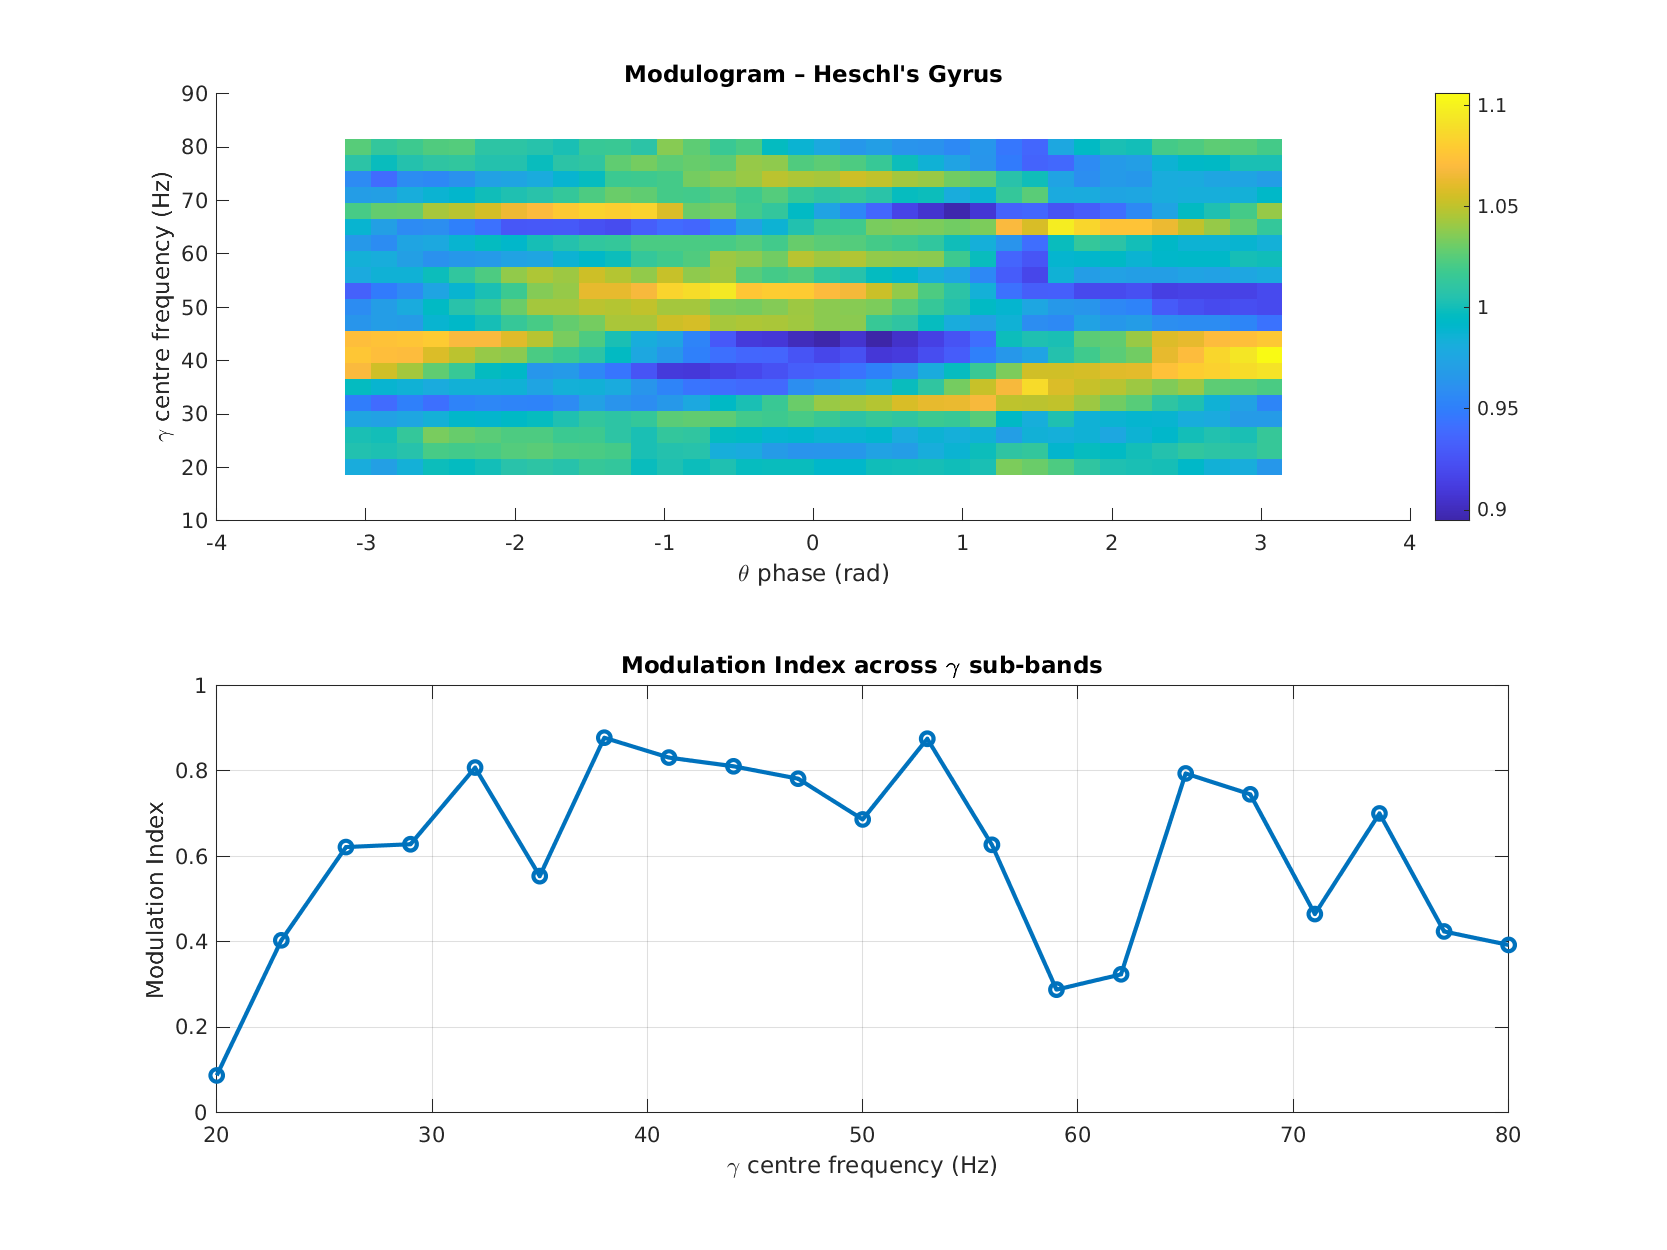 Modulogram – Heschl's Gyrus
90
80
70
60
50
40
30
20
10
γ centre frequency (Hz)
-4 -3 -2 -1 0 1 2 3 4
θ phase (rad)
1.1
1.05
1
0.95
0.9
Modulation Index across γ sub-bands
1
0.8
0.6
0.4
0.2
0
Modulation Index
20 30 40 50 60 70 80
γ centre frequency (Hz)